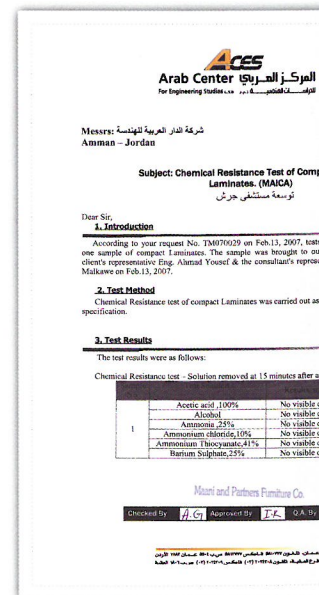 ACES
Arab Center المركز العربي
For Engineering Studies
Messrs: شركة الدار العربية للهندسة
Amman – Jordan
Subject: Chemical Resistance Test of Comp
Laminates. (MAICA)
توسعة مستشفى جرش
Dear Sir,
1. Introduction
According to your request No. TM070029 on Feb.13, 2007, test
one sample of compact Laminates. The sample was brought to ou
client's representative Eng. Ahmad Yousef & the consultant's repres
Malkawe on Feb.13, 2007.
2. Test Method
Chemical Resistance test of compact Laminates was carried out as
specification.
3. Test Results
The test results were as follows:
Chemical Resistance test – Solution removed at 15 minutes after a
Acetic acid ,100% No visible
Alcohol No visible
1 Ammonia ,25% No visible
Ammonium chloride,10% No visible
Ammonium Thiocyanate,41% No visible
Barium Sulphate,25% No visible
Maani and Partners Furniture Co.
Checked By A.G Approved By I.K Q.A. By